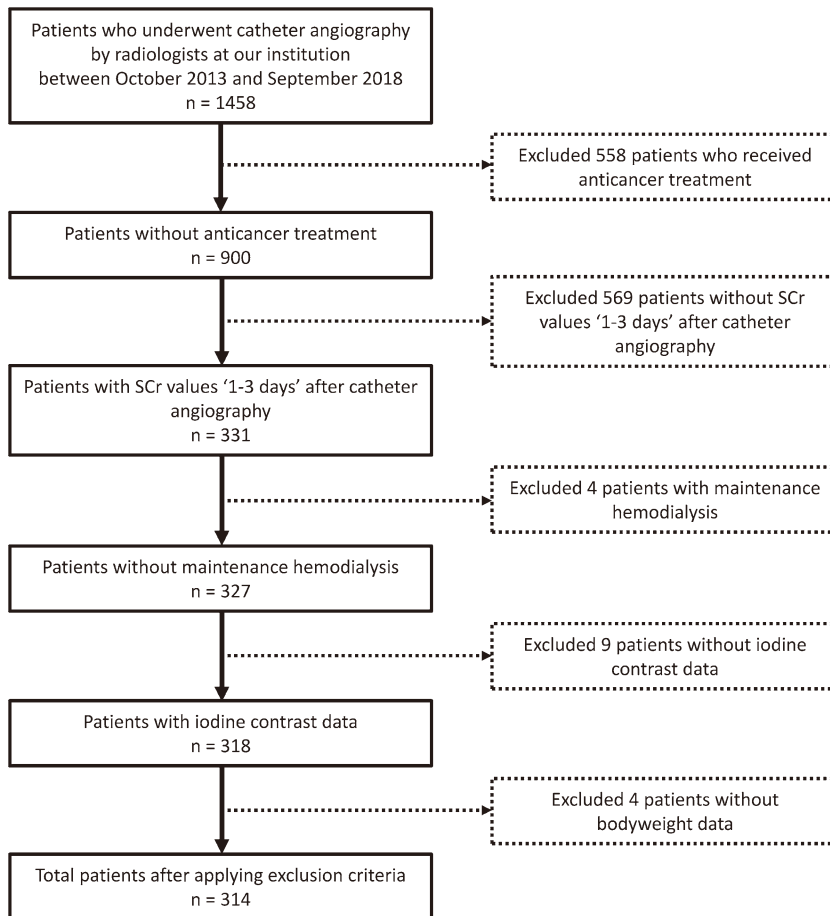 Patients who underwent catheter angiography
by radiologists at our institution
between October 2013 and September 2018
n = 1458
Excluded 558 patients who received
anticancer treatment
Patients without anticancer treatment
n = 900
Excluded 569 patients without SCr
values ‘1-3 days’ after catheter
angiography
Patients with SCr values ‘1-3 days’ after catheter
angiography
n = 331
Excluded 4 patients with maintenance
hemodialysis
Patients without maintenance hemodialysis
n = 327
Excluded 9 patients without iodine
contrast data
Patients with iodine contrast data
n = 318
Excluded 4 patients without
bodyweight data
Total patients after applying exclusion criteria
n = 314